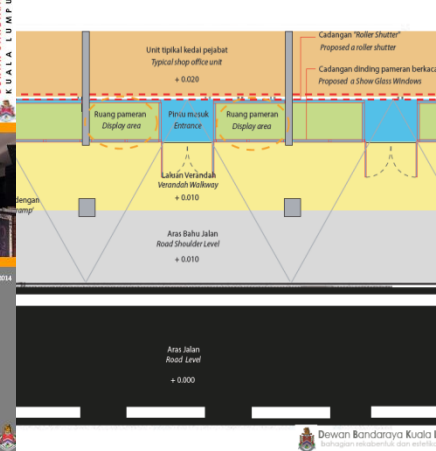 KUALA LUMPU
Cadangan "Roller Shutter"
Proposed a roller shutter
Unit tipikal kedai pejabat
Typical shop office unit
+ 0.020
Cadangan dinding pameran berkaca
Proposed a Show Glass Windows
Ruang pameran
Display area
Pintu masuk
Entrance
Ruang pameran
Display area
Laluan Verandah
Verandah Walkway
+ 0.010
dengan
ramp'
Aras Bahu Jalan
Road Shoulder Level
+ 0.010
2014
Aras Jalan
Road Level
+ 0.000
Dewan Bandaraya Kuala
bahagian rekabentuk dan estetika